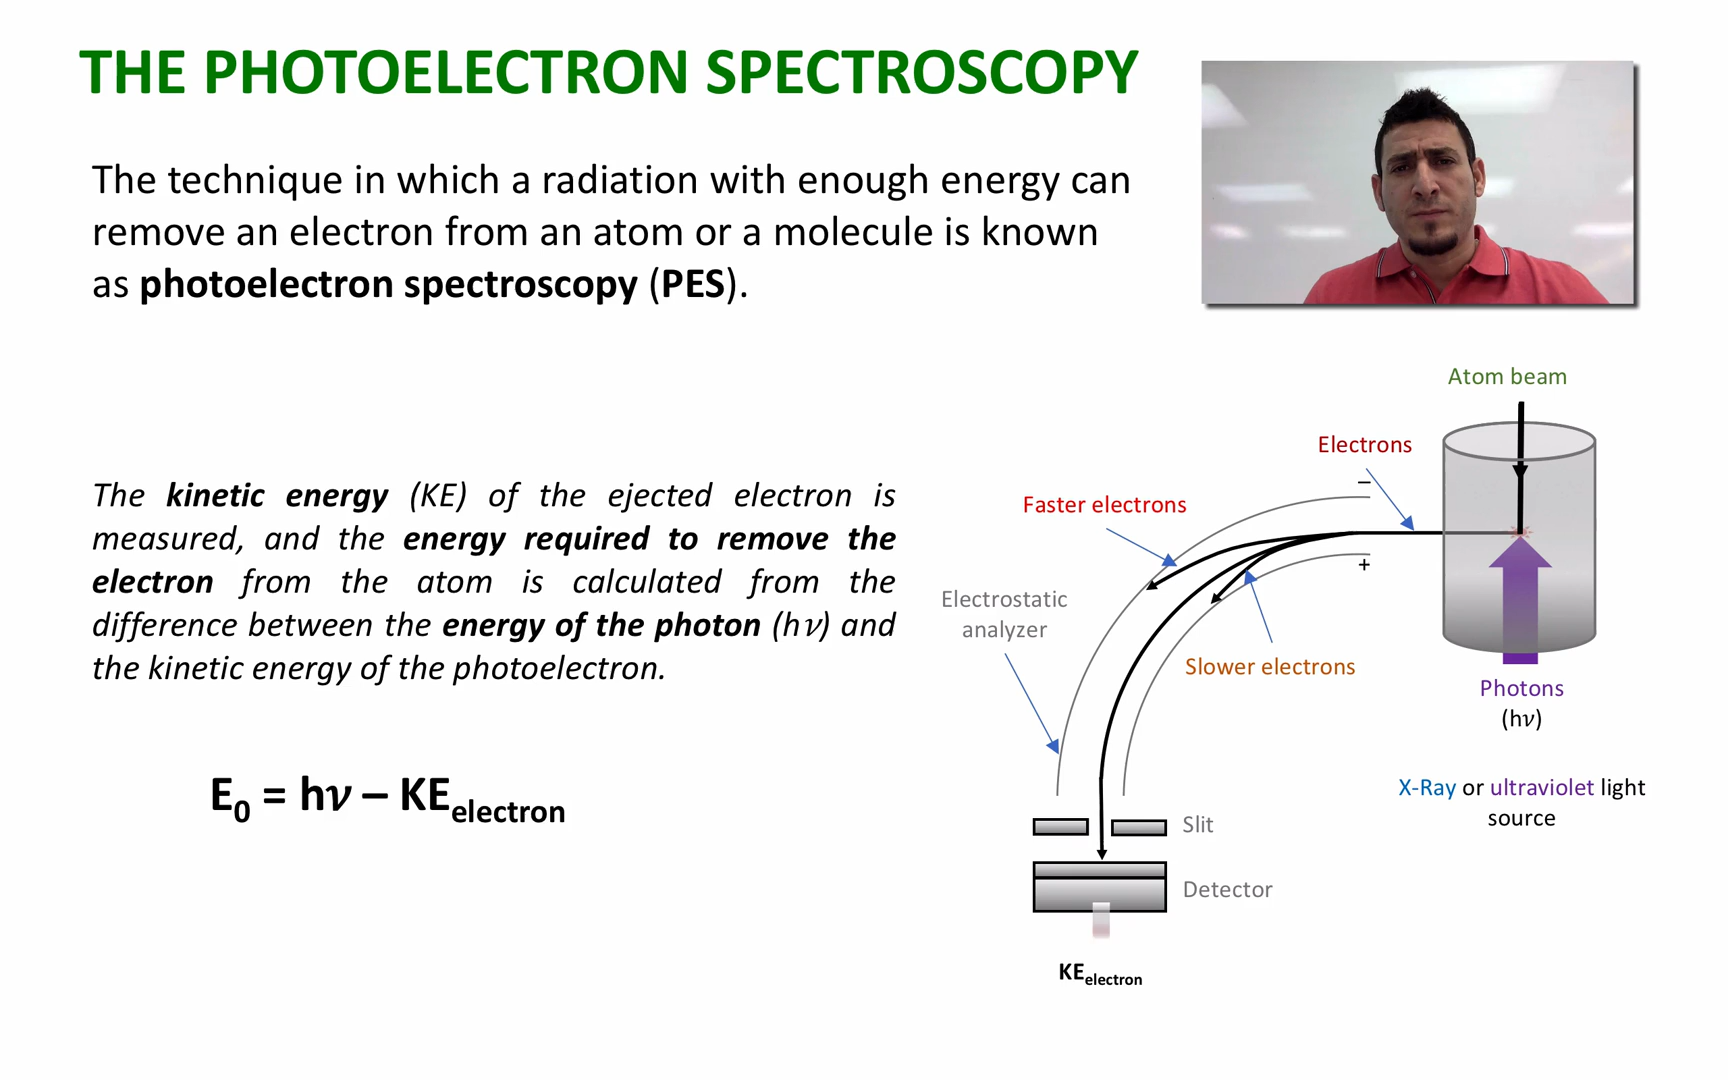 THE PHOTOELECTRON SPECTROSCOPY
The technique in which a radiation with enough energy can
remove an electron from an atom or a molecule is known
as photoelectron spectroscopy (PES).
The kinetic energy (KE) of the ejected electron is
measured, and the energy required to remove the
electron from the atom is calculated from the
difference between the energy of the photon (hν) and
the kinetic energy of the photoelectron.
E₀ = hν – KEelectron
Atom beam
Electrons
–
Faster electrons
+
Electrostatic
analyzer
Slower electrons
Photons
(hν)
X-Ray or ultraviolet light
source
Slit
Detector
KEelectron